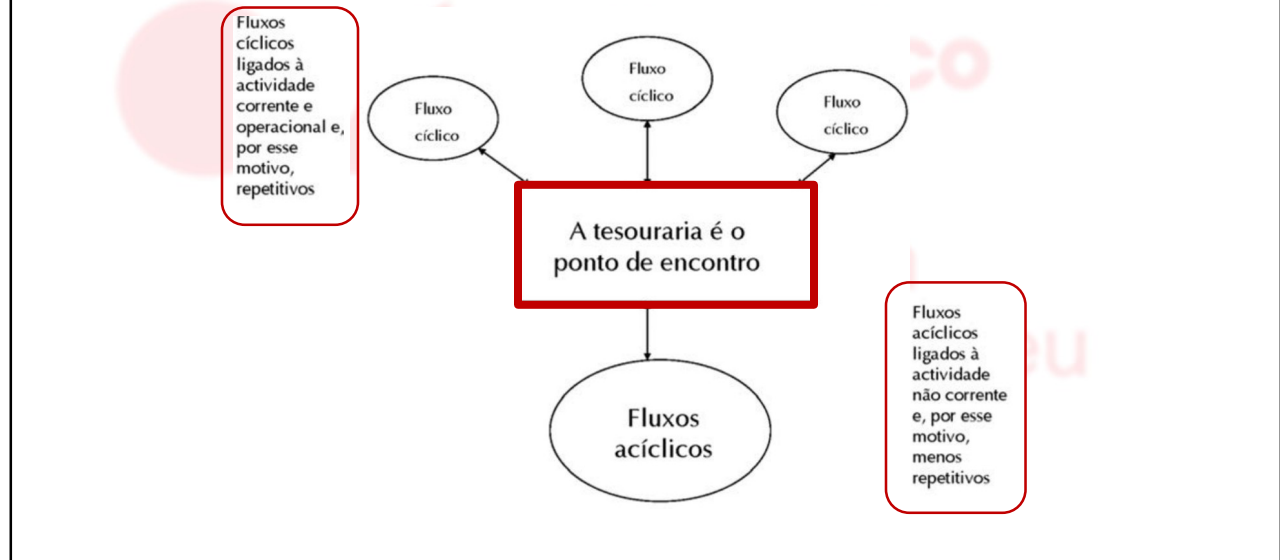 Fluxos
cíclicos
ligados à
actividade
corrente e
operacional e,
por esse
motivo,
repetitivos
Fluxo
cíclico
Fluxo
cíclico
Fluxo
cíclico
A tesouraria é o
ponto de encontro
Fluxos
acíclicos
ligados à
actividade
não corrente
e, por esse
motivo,
menos
repetitivos
Fluxos
acíclicos